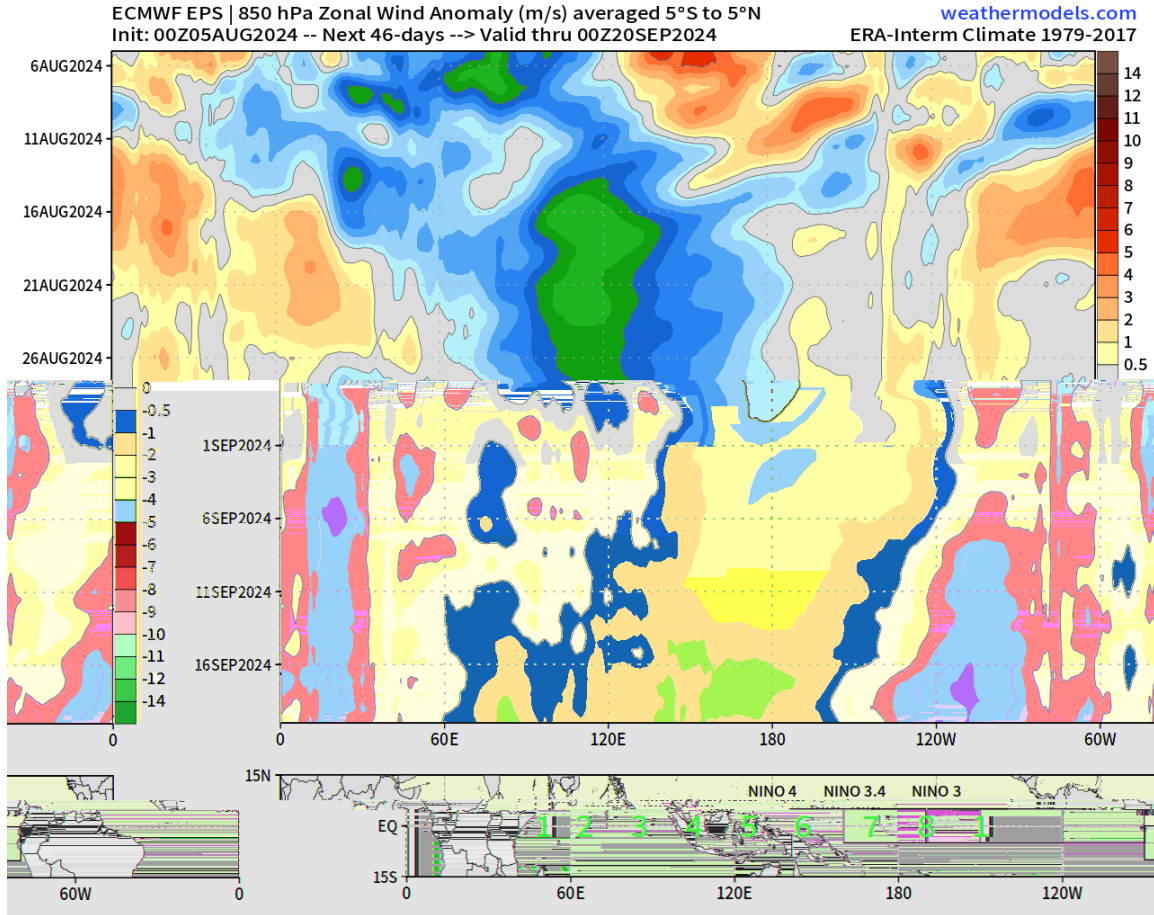 ECMWF EPS | 850 hPa Zonal Wind Anomaly (m/s) averaged 5°S to 5°N
weathermodels.com
Init: 00Z05AUG2024 -- Next 46-days --> Valid thru 00Z20SEP2024
ERA-Interm Climate 1979-2017
6AUG2024
11AUG2024
16AUG2024
21AUG2024
26AUG2024
14
12
11
10
9
8
7
6
5
4
3
2
1
0.5
0
-0.5
-1
-2
-3
-4
-5
-6
-7
-8
-9
-10
-11
-12
-14
1SEP2024
6SEP2024
11SEP2024
16SEP2024
0 0 60E 120E 180 120W 60W
15N
NINO 4 NINO 3.4 NINO 3
EQ
1 2 3 4 5 6 7 8 1
15S
60W 0 0 60E 120E 180 120W